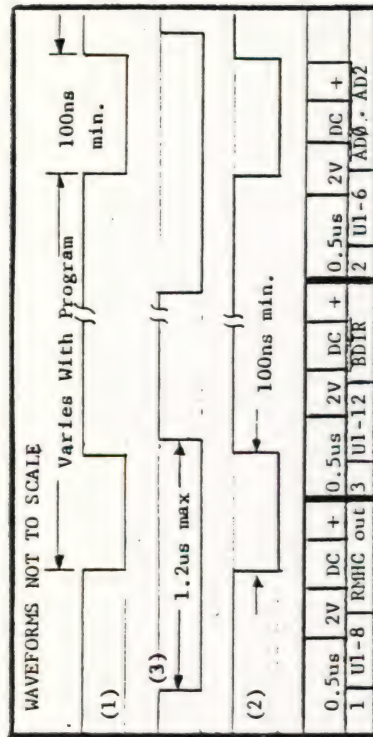 WAVEFORMS NOT TO SCALE
Varies With Program
100ns
min.
(1)
(3)
1.2us max
(2)
100ns min.
0.5us 2V DC + 0.5us 2V DC + 0.5us 2V DC +
1 U1-8 RMHC out 3 U1-12 BDIR 2 U1-6 AD0 · AD2